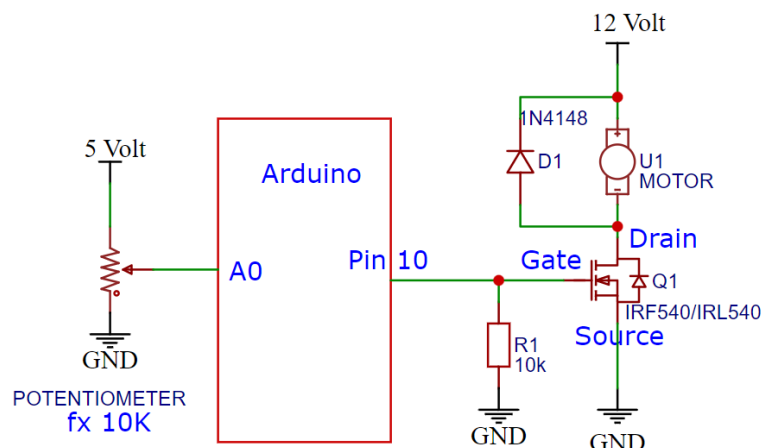 12 Volt
1N4148
5 Volt
D1
U1
MOTOR
+
-
Arduino
Drain
A0
Pin 10
Gate
Q1
IRF540/IRL540
Source
R1
10k
GND
POTENTIOMETER
fx 10K
GND
GND